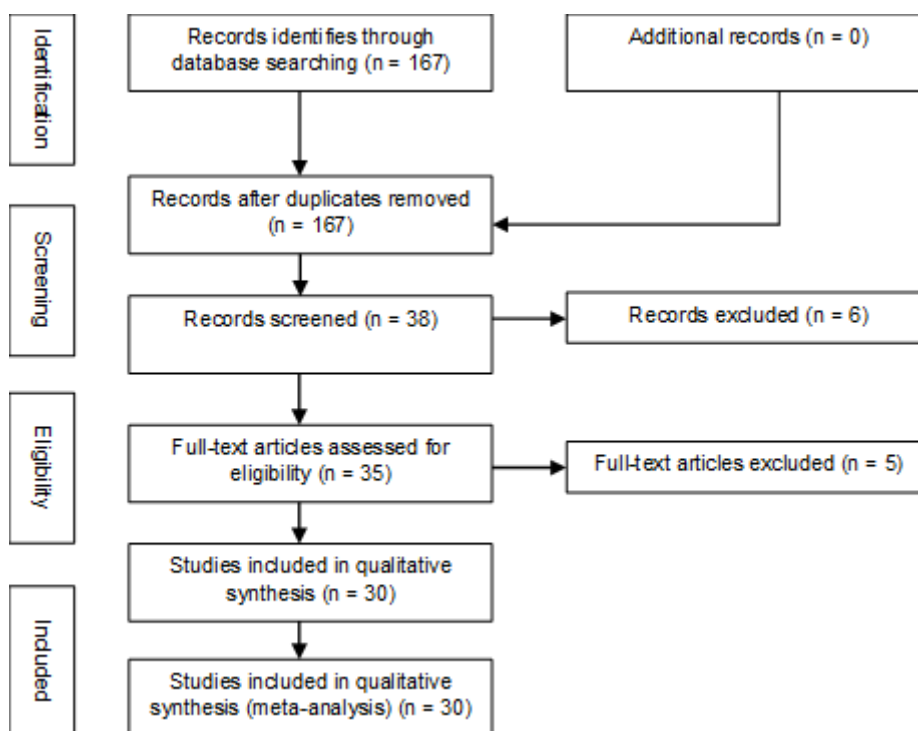 Identification
Records identifies through
database searching (n = 167)
Additional records (n = 0)
Records after duplicates removed
(n = 167)
Screening
Records screened (n = 38)
Records excluded (n = 6)
Eligibility
Full-text articles assessed for
eligibility (n = 35)
Full-text articles excluded (n = 5)
Studies included in qualitative
synthesis (n = 30)
Included
Studies included in qualitative
synthesis (meta-analysis) (n = 30)